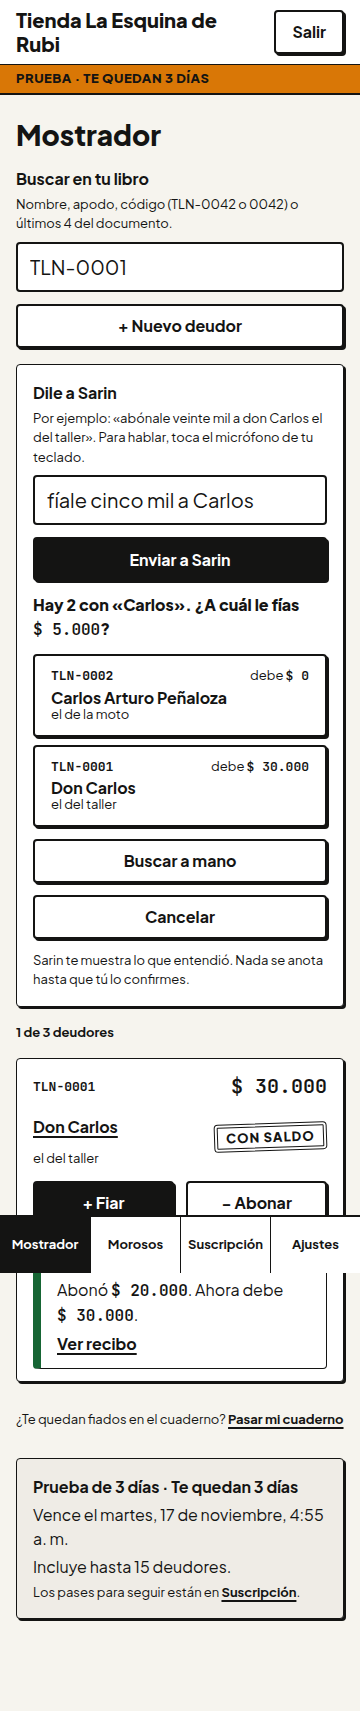 Tienda La Esquina de
Rubi
Salir
PRUEBA · TE QUEDAN 3 DÍAS
Mostrador
Buscar en tu libro
Nombre, apodo, código (TLN-0042 o 0042) o
últimos 4 del documento.
TLN-0001
+ Nuevo deudor
Dile a Sarin
Por ejemplo: «abónale veinte mil a don Carlos el
del taller». Para hablar, toca el micrófono de tu
teclado.
fíale cinco mil a Carlos
Enviar a Sarin
Hay 2 con «Carlos». ¿A cuál le fías
$ 5.000?
TLN-0002 debe $ 0
Carlos Arturo Peñaloza
el de la moto
TLN-0001 debe $ 30.000
Don Carlos
el del taller
Buscar a mano
Cancelar
Sarin te muestra lo que entendió. Nada se anota
hasta que tú lo confirmes.
1 de 3 deudores
TLN-0001 $ 30.000
Don Carlos
CON SALDO
el del taller
+ Fiar − Abonar
Mostrador Morosos Suscripción Ajustes
Abonó $ 20.000. Ahora debe
$ 30.000.
Ver recibo
¿Te quedan fiados en el cuaderno? Pasar mi cuaderno
Prueba de 3 días · Te quedan 3 días
Vence el martes, 17 de noviembre, 4:55
a. m.
Incluye hasta 15 deudores.
Los pases para seguir están en Suscripción.